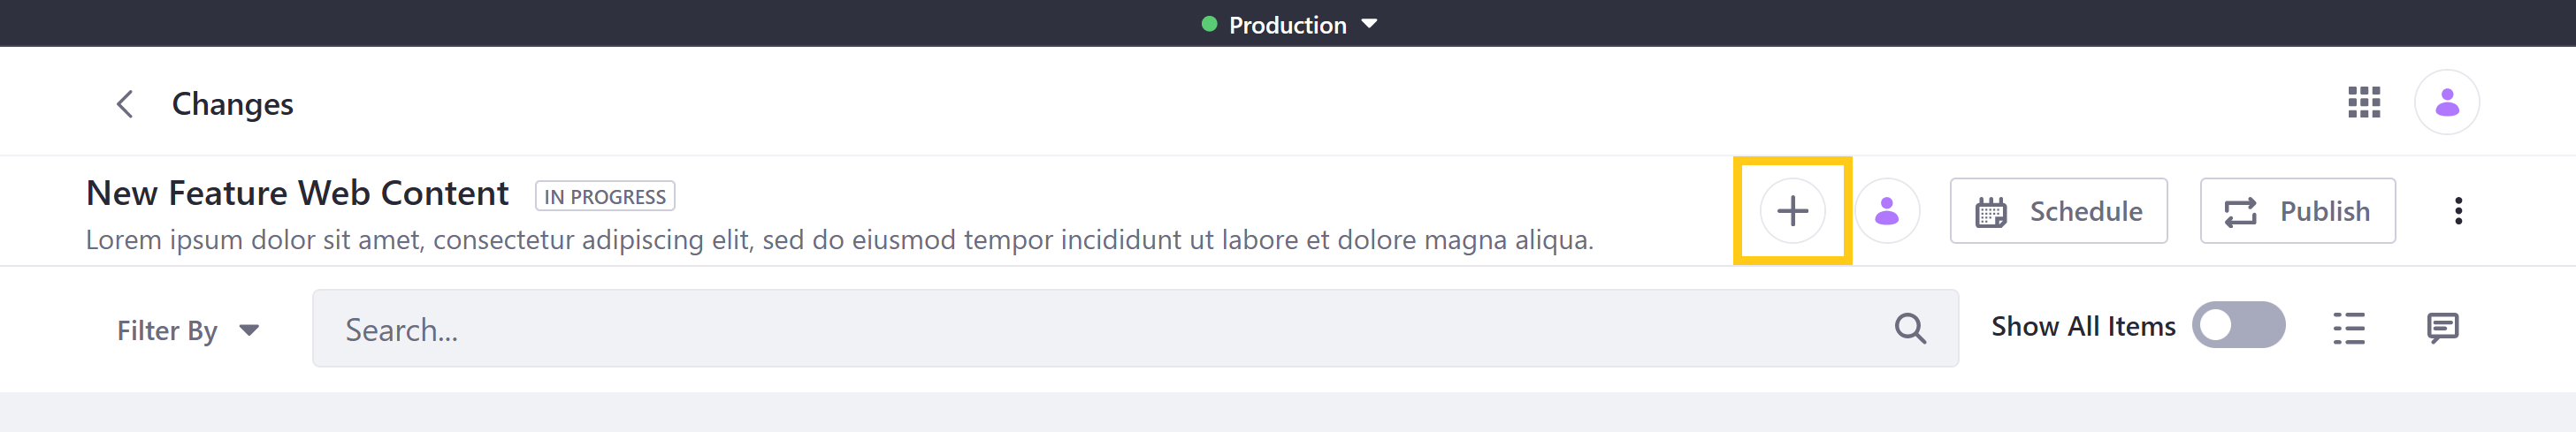 Production
Changes
New Feature Web Content IN PROGRESS
Lorem ipsum dolor sit amet, consectetur adipiscing elit, sed do eiusmod tempor incididunt ut labore et dolore magna aliqua.
Schedule
Publish
Filter By
Search...
Show All Items